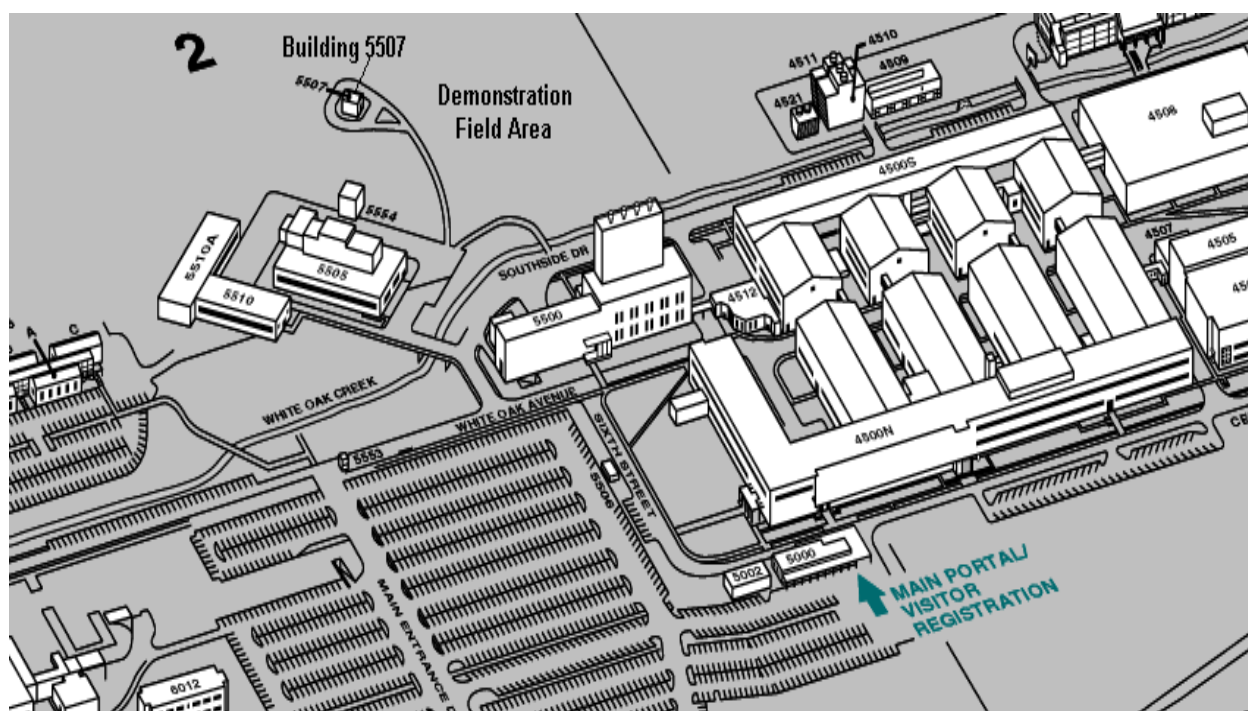 2
Building 5507
5507
Demonstration
Field Area
4511
4510
4509
4521
4508
4500S
5554
5510A
5505
5510
SOUTHSIDE DR
5500
4512
4507
4505
A
C
WHITE OAK CREEK
WHITE OAK AVENUE
4500N
5553
SIXTH STREET
5506
5000
5002
MAIN PORTAL/
VISITOR
REGISTRATION
MAIN ENTRANCE
6012